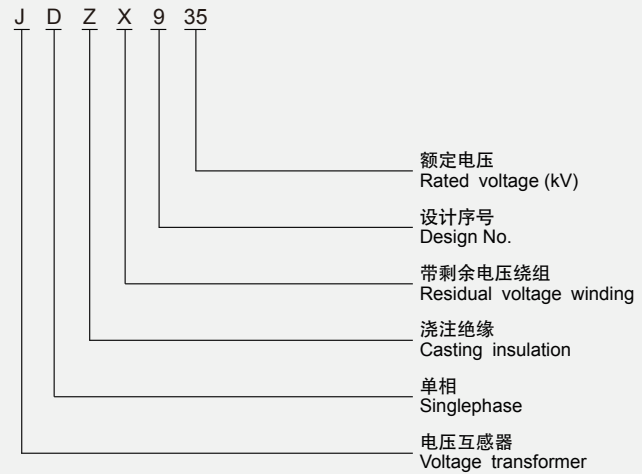 J D Z X 9 35
额定电压
Rated voltage (kV)
设计序号
Design No.
带剩余电压绕组
Residual voltage winding
浇注绝缘
Casting insulation
单相
Singlephase
电压互感器
Voltage transformer